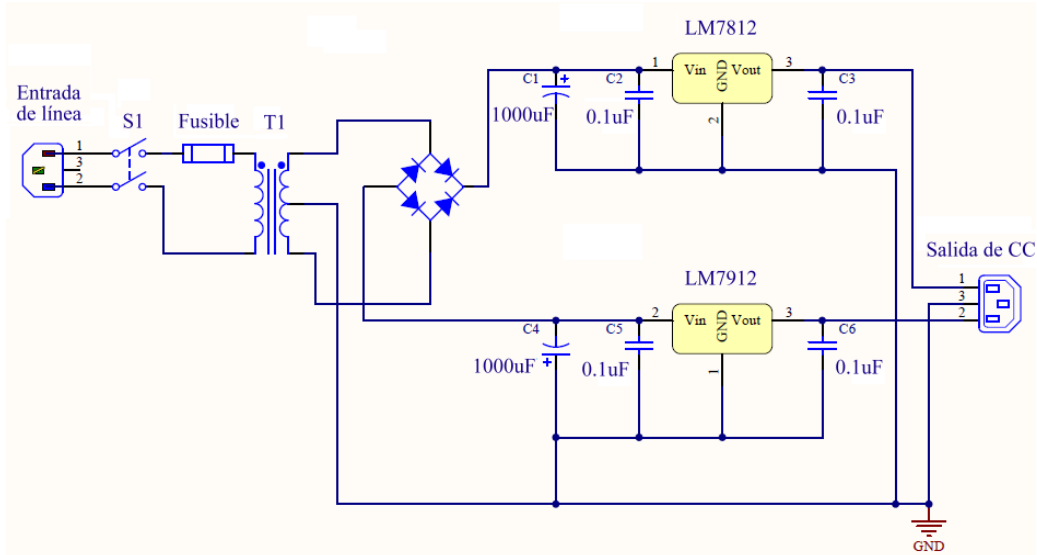 LM7812
Entrada
de línea
S1
Fusible
T1
1
3
2
C1
+
1000uF
C2
0.1uF
1
Vin
GND
Vout
3
2
C3
0.1uF
LM7912
C4
+
1000uF
C5
0.1uF
2
Vin
GND
Vout
3
1
C6
0.1uF
Salida de CC
1
3
2
GND